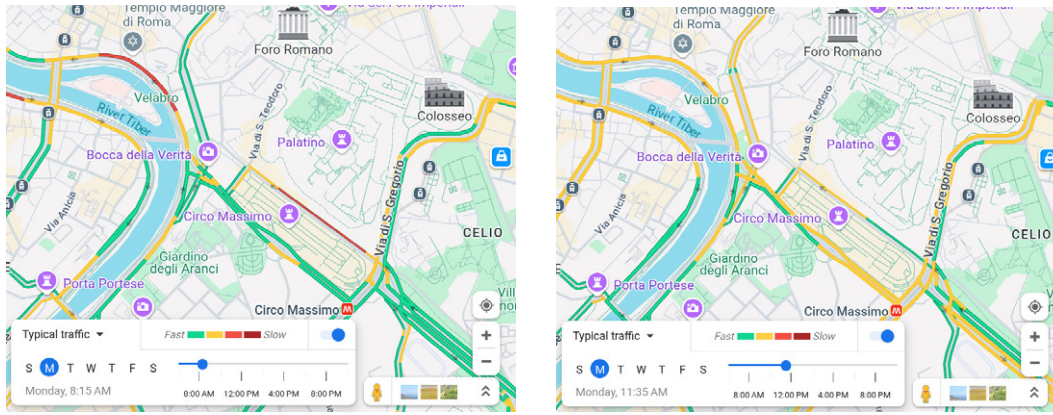 Tempio Maggiore
di Roma
Foro Romano
Velabro
River Tiber
Via di S. Teodoro
Colosseo
Palatino
Bocca della Verità
Via Anicia
Circo Massimo
Via di S. Gregorio
CELIO
Giardino
degli Aranci
Porta Portese
Circo Massimo
M
Typical traffic
Fast
Slow
S M T W T F S
Monday, 8:15 AM
8:00 AM 12:00 PM 4:00 PM 8:00 PM
Tempio Maggiore
di Roma
Foro Romano
Velabro
River Tiber
Via di S. Teodoro
Colosseo
Palatino
Bocca della Verità
Via Anicia
Circo Massimo
Via di S. Gregorio
CELIO
Giardino
degli Aranci
Porta Portese
Circo Massimo
M
Typical traffic
Fast
Slow
S M T W T F S
Monday, 11:35 AM
8:00 AM 12:00 PM 4:00 PM 8:00 PM